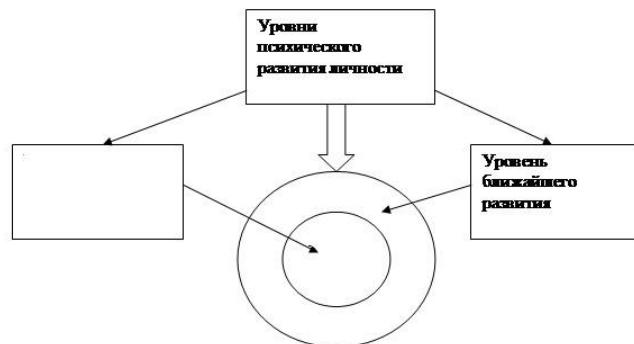 Уровни
психического
развития личности
Уровень
ближайшего
развития